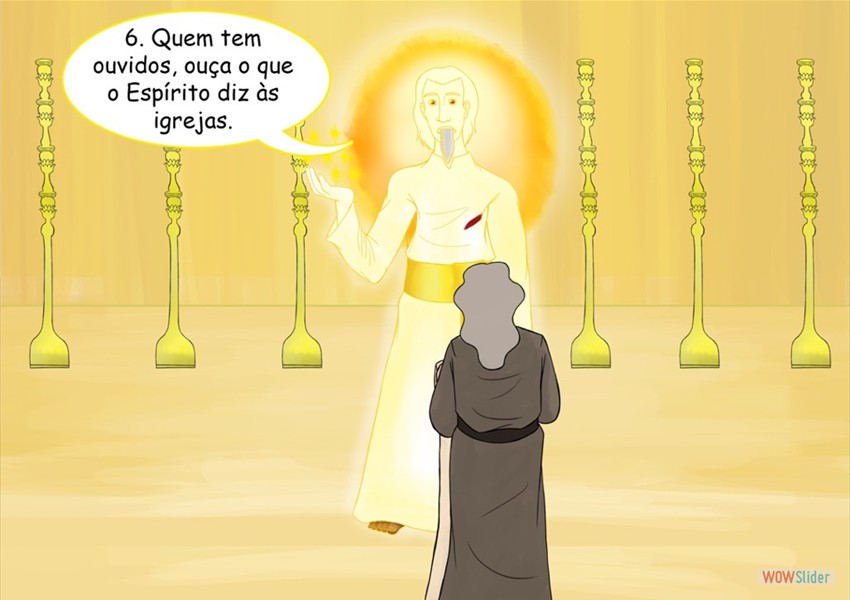 6. Quem tem
ouvidos, ouça o que
o Espírito diz às
igrejas.
WOWSlider